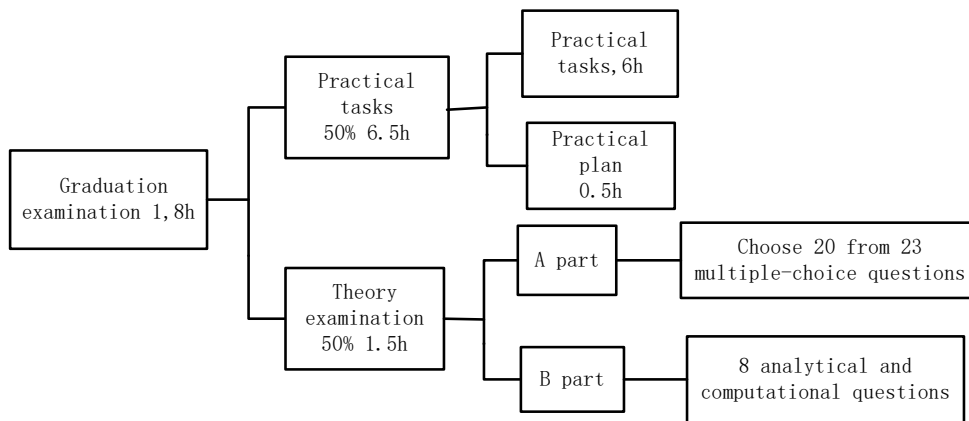 Graduation
examination 1,8h
Practical
tasks
50% 6.5h
Practical
tasks,6h
Practical
plan
0.5h
Theory
examination
50% 1.5h
A part
Choose 20 from 23
multiple-choice questions
B part
8 analytical and
computational questions